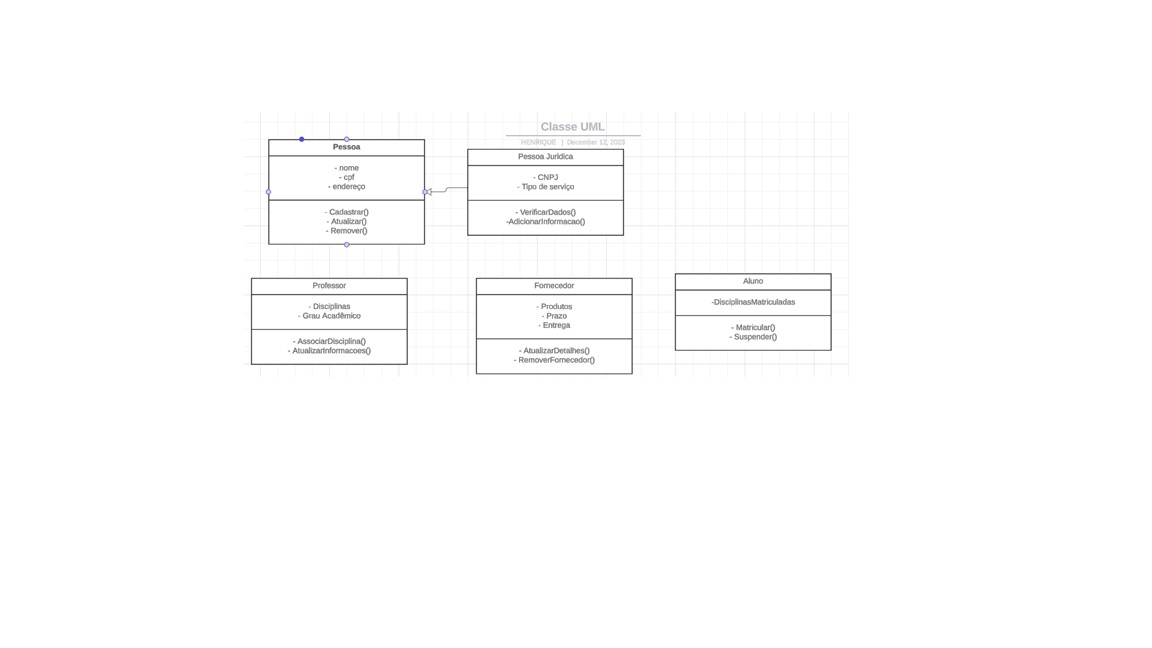 Classe UML
HENRIQUE | December 12, 2023
Pessoa
- nome
- cpf
- endereço
- Cadastrar()
- Atualizar()
- Remover()
Pessoa Jurídica
- CNPJ
- Tipo de serviço
- VerificarDados()
-AdicionarInformacao()
Professor
- Disciplinas
- Grau Acadêmico
- AssociarDisciplina()
- AtualizarInformacoes()
Fornecedor
- Produtos
- Prazo
- Entrega
- AtualizarDetalhes()
- RemoverFornecedor()
Aluno
-DisciplinasMatriculadas
- Matricular()
- Suspender()